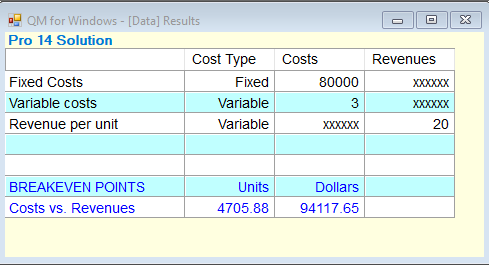 QM for Windows - [Data] Results
Pro 14 Solution
Cost Type Costs Revenues
Fixed Costs Fixed 80000 xxxxxx
Variable costs Variable 3 xxxxxx
Revenue per unit Variable xxxxxx 20
BREAKEVEN POINTS Units Dollars
Costs vs. Revenues 4705.88 94117.65